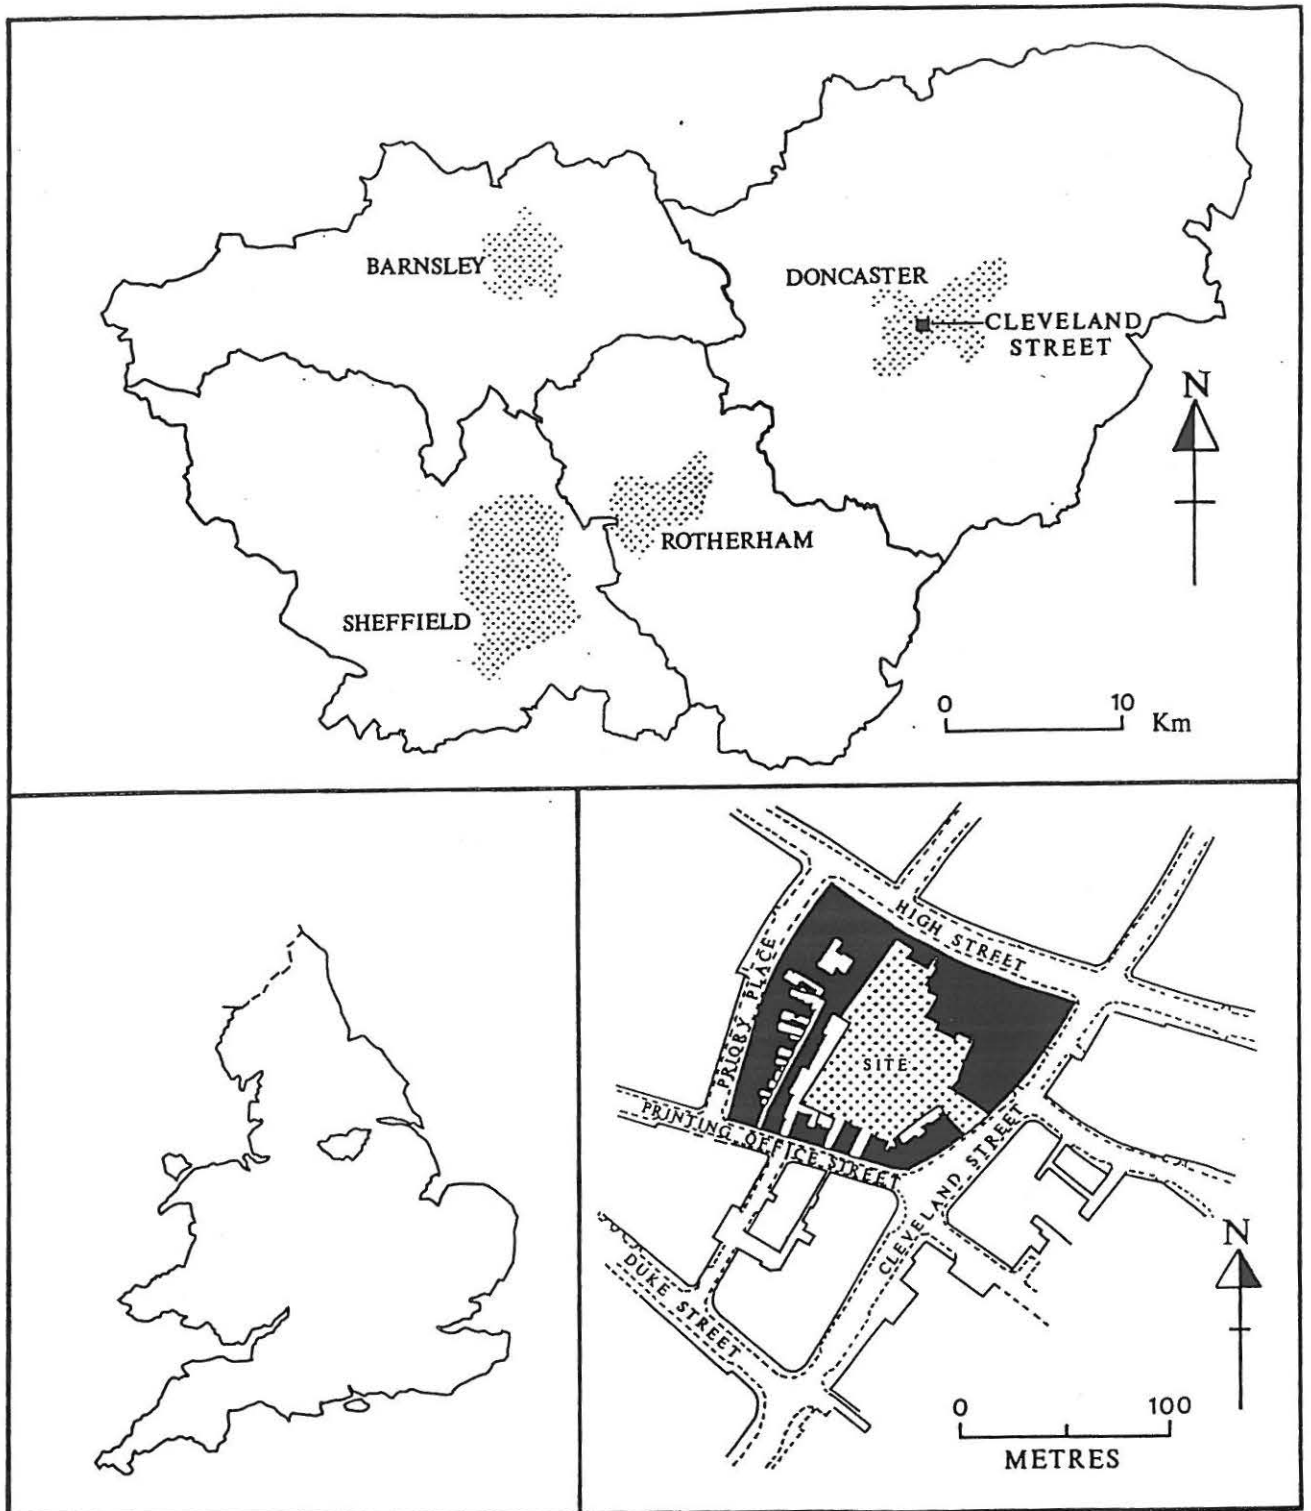 BARNSLEY
DONCASTER
CLEVELAND
STREET
N
ROTHERHAM
SHEFFIELD
0 10
Km
HIGH STREET
PRIQBY PLACE
SITE
PRINTING OFFICE STREET
CLEVELAND STREET
DUKE STREET
N
0 100
METRES